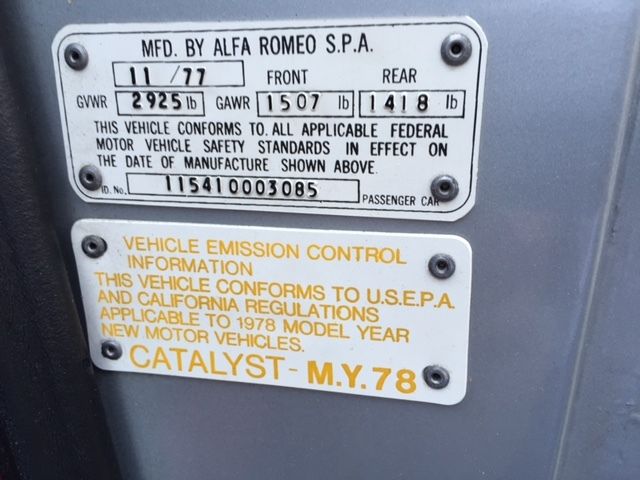 MFD. BY ALFA ROMEO S.P.A.
11/77 FRONT REAR
GVWR 2925 lb GAWR 1507 lb 1418 lb
THIS VEHICLE CONFORMS TO ALL APPLICABLE FEDERAL
MOTOR VEHICLE SAFETY STANDARDS IN EFFECT ON
THE DATE OF MANUFACTURE SHOWN ABOVE.
ID. No. 115410003085 PASSENGER CAR
VEHICLE EMISSION CONTROL
INFORMATION
THIS VEHICLE CONFORMS TO U.S.E.P.A.
AND CALIFORNIA REGULATIONS
APPLICABLE TO 1978 MODEL YEAR
NEW MOTOR VEHICLES.
CATALYST - M.Y.78